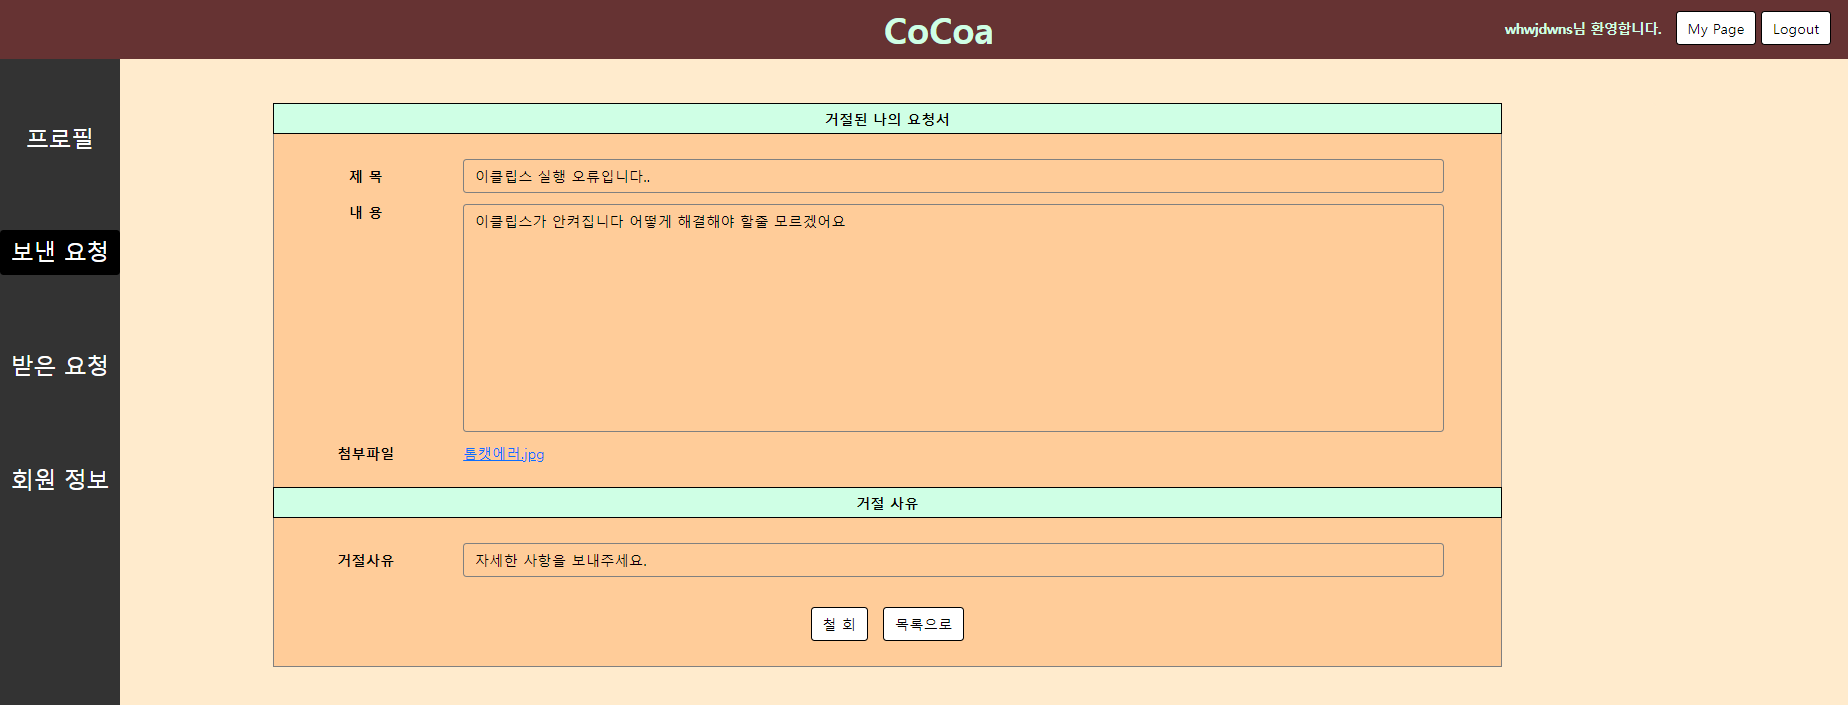 CoCoa
whwjdwns님 환영합니다.
My Page
Logout
프로필
보낸 요청
받은 요청
회원 정보
거절된 나의 요청서
제 목
이클립스 실행 오류입니다..
내 용
이클립스가 안켜집니다 어떻게 해결해야 할줄 모르겠어요
첨부파일
톰캣에러.jpg
거절 사유
거절사유
자세한 사항을 보내주세요.
철 회
목록으로